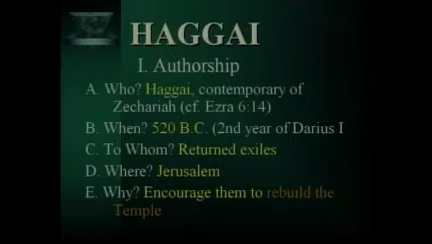 HAGGAI
I. Authorship
A. Who? Haggai, contemporary of
Zechariah (cf. Ezra 6:14)
B. When? 520 B.C. (2nd year of Darius I
C. To Whom? Returned exiles
D. Where? Jerusalem
E. Why? Encourage them to rebuild the
Temple